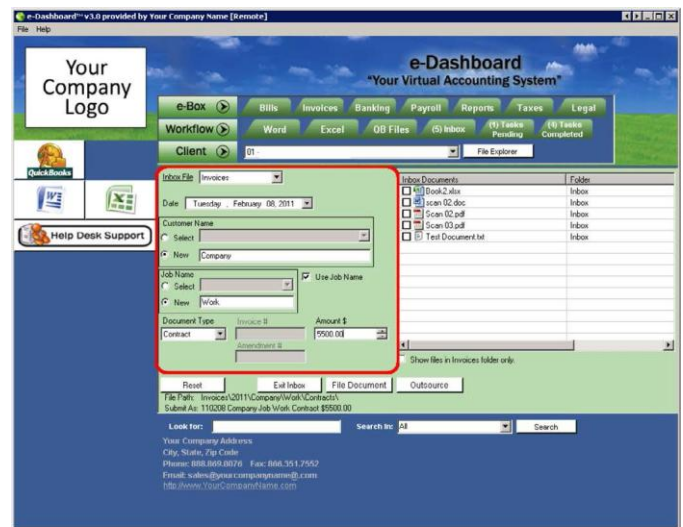 e-Dashboard™ v3.0 provided by Your Company Name [Remote]
File Help
Your
Company
Logo
e-Dashboard
"Your Virtual Accounting System"
e-Box Bills Invoices Banking Payroll Reports Taxes Legal
Workflow Word Excel QB Files (5) Inbox (1) Tasks Pending (4) Tasks Completed
Client 01 - File Explorer
QuickBooks
Help Desk Support
Inbox File Invoices
Date Tuesday , February 08, 2011
Customer Name
Select
New Company
Job Name
Select
Use Job Name
New Work
Document Type Invoice # Amount $
Contract 5500.00
Amendment #
Inbox Documents Folder
Book2.xlsx Inbox
scan 02.doc Inbox
Scan 02.pdf Inbox
Scan 03.pdf Inbox
Test Document.txt Inbox
Show files in Invoices folder only.
Reset Exit Inbox File Document Outsource
File Path: Invoices\2011\Company\Work\Contracts\
Submit As: 110208 Company Job Work Contract $5500.00
Look for: Search In: All Search
Your Company Address
City, State, Zip Code
Phone: 888.869.0076 Fax: 866.351.7552
Email: sales@yourcompanyname.com
http://www.YourCompanyName.com